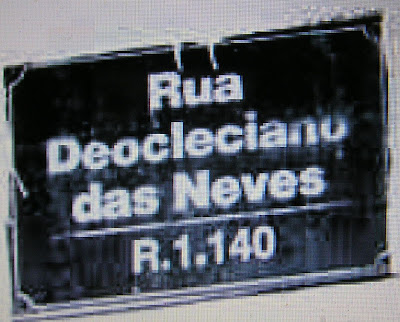 Rua
Deocleciano
das Neves
R.1.140